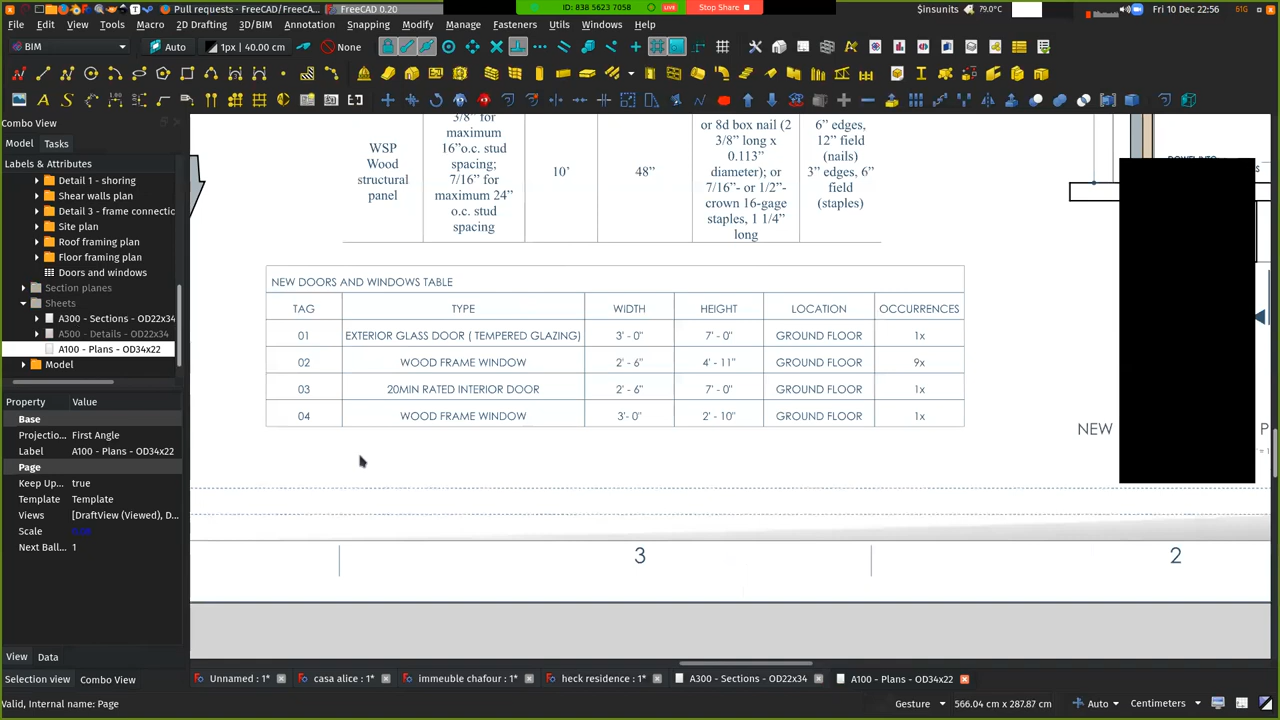 Pull requests · FreeCAD/FreeCA...
FreeCAD 0.20
ID: 838 5623 7058
LIVE
Stop Share
$insunits
79.0°C
Fri 10 Dec 22:56
61G
File
Edit
View
Tools
Macro
2D Drafting
3D/BIM
Annotation
Snapping
Modify
Manage
Fasteners
Utils
Windows
Help
BIM
Auto
1px | 40.00 cm
None
Combo View
Model
Tasks
Labels & Attributes
Detail 1 - shoring
Shear walls plan
Detail 3 - frame connectic
Site plan
Roof framing plan
Floor framing plan
Doors and windows
Section planes
Sheets
A300 - Sections - OD22x34
A500 - Details - OD22x34
A100 - Plans - OD34x22
Model
Property
Value
Base
Projectio...
First Angle
Label
A100 - Plans - OD34x22
Page
Keep Up...
true
Template
Template
Views
[DraftView (Viewed), D...
Scale
Next Ball...
1
View
Data
Selection view
Combo View
WSP
Wood
structural
panel
3/8” for
maximum
16”o.c. stud
spacing;
7/16” for
maximum 24”
o.c. stud
spacing
10’
48”
or 8d box nail (2
3/8” long x
0.113”
diameter); or
7/16”- or 1/2”-
crown 16-gage
staples, 1 1/4”
long
6” edges,
12” field
(nails)
3” edges, 6”
field
(staples)
NEW DOORS AND WINDOWS TABLE
TAG TYPE WIDTH HEIGHT LOCATION OCCURRENCES
01 EXTERIOR GLASS DOOR ( TEMPERED GLAZING) 3' - 0" 7' - 0" GROUND FLOOR 1x
02 WOOD FRAME WINDOW 2' - 6" 4' - 11" GROUND FLOOR 9x
03 20MIN RATED INTERIOR DOOR 2' - 6" 7' - 0" GROUND FLOOR 1x
04 WOOD FRAME WINDOW 3'- 0" 2' - 10" GROUND FLOOR 1x
NEW
P
3
2
Unnamed : 1*
casa alice : 1*
immeuble chafour : 1*
heck residence : 1*
A300 - Sections - OD22x34
A100 - Plans - OD34x22
Valid, Internal name: Page
Gesture
566.04 cm x 287.87 cm
Auto
Centimeters